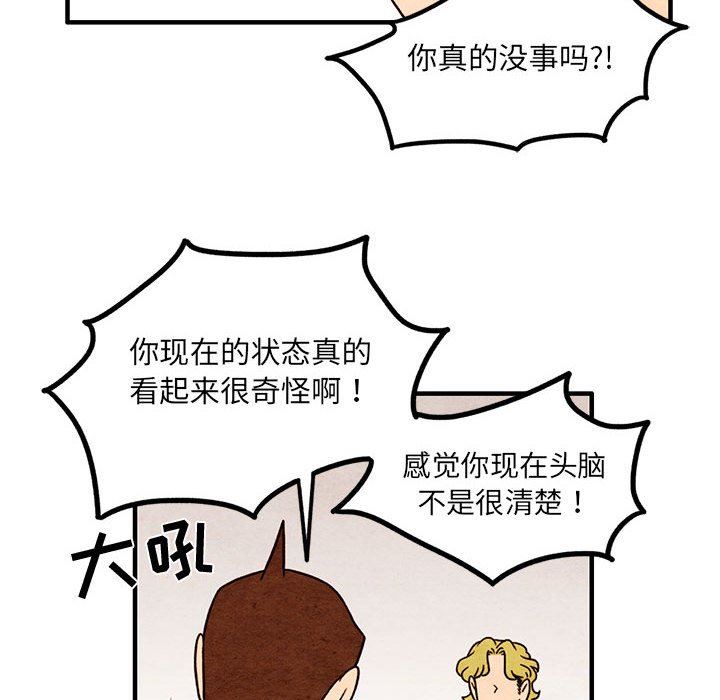 你真的没事吗?!
你现在的状态真的
看起来很奇怪啊！
感觉你现在头脑
不是很清楚！
大吼